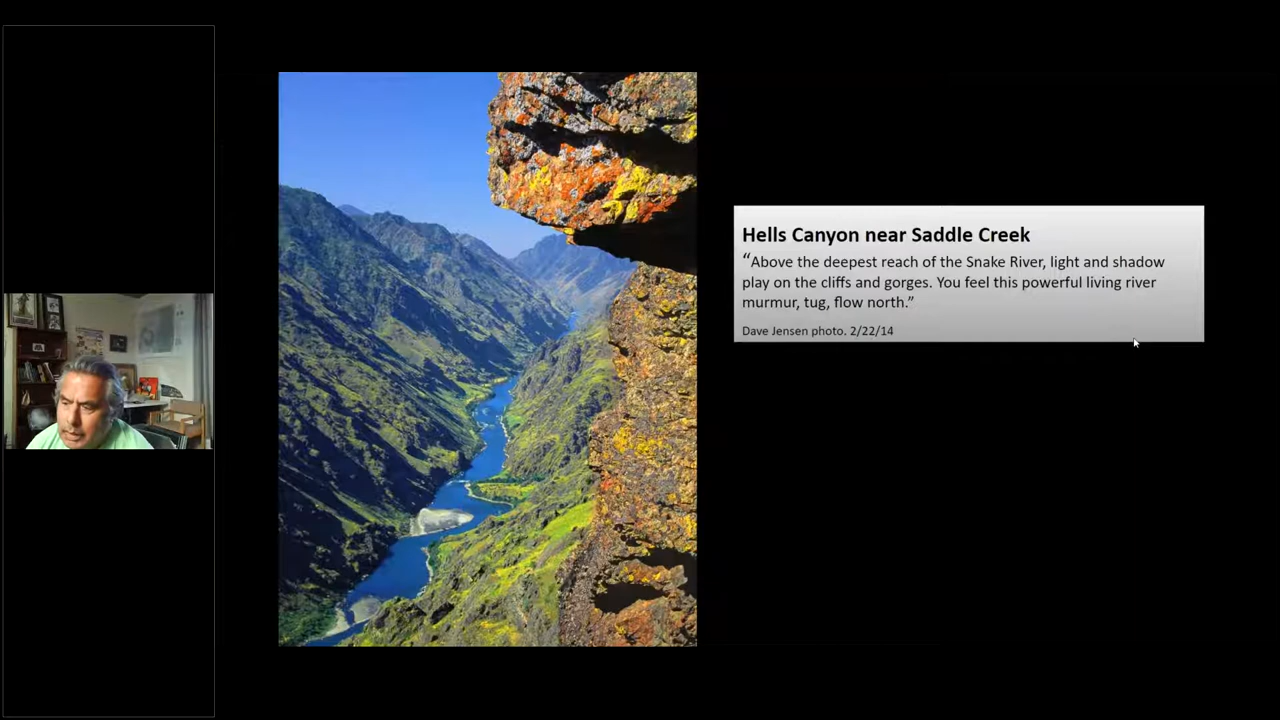 Hells Canyon near Saddle Creek
“Above the deepest reach of the Snake River, light and shadow
play on the cliffs and gorges. You feel this powerful living river
murmur, tug, flow north.”
Dave Jensen photo. 2/22/14